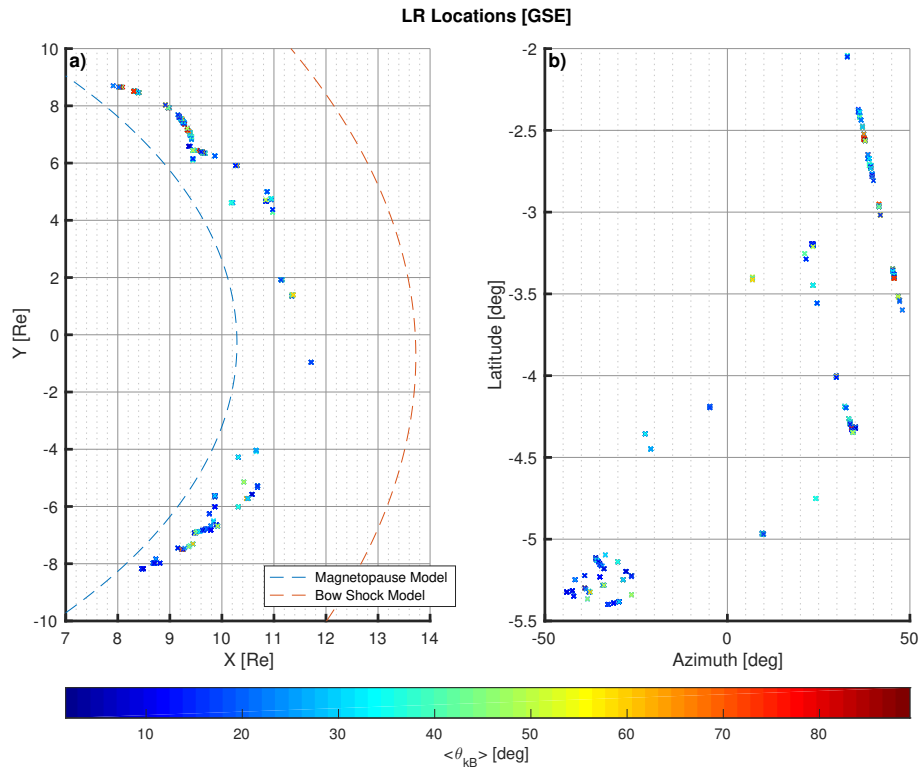 LR Locations [GSE]
a)
10
8
6
4
2
0
-2
-4
-6
-8
-10
Y [Re]
7 8 9 10 11 12 13 14
X [Re]
Magnetopause Model
Bow Shock Model
b)
-2
-2.5
-3
-3.5
-4
-4.5
-5
-5.5
Latitude [deg]
-50 0 50
Azimuth [deg]
10 20 30 40 50 60 70 80
<θkB> [deg]